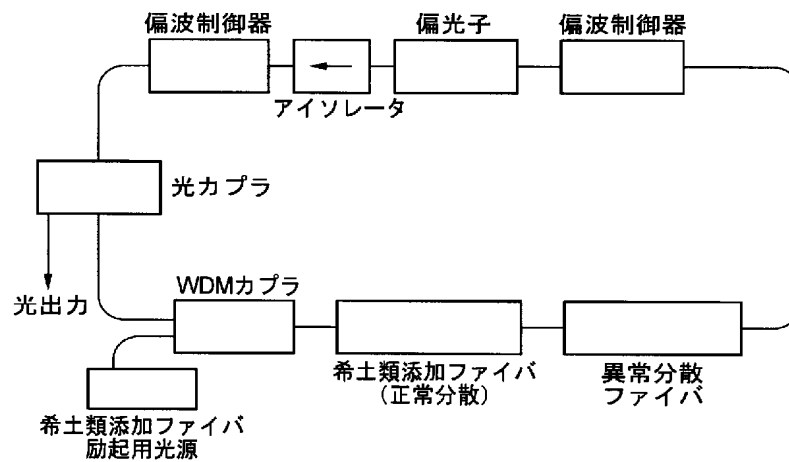 偏波制御器
偏光子
偏波制御器
アイソレータ
光カプラ
光出力
WDMカプラ
希土類添加ファイバ
(正常分散)
異常分散
ファイバ
希土類添加ファイバ
励起用光源